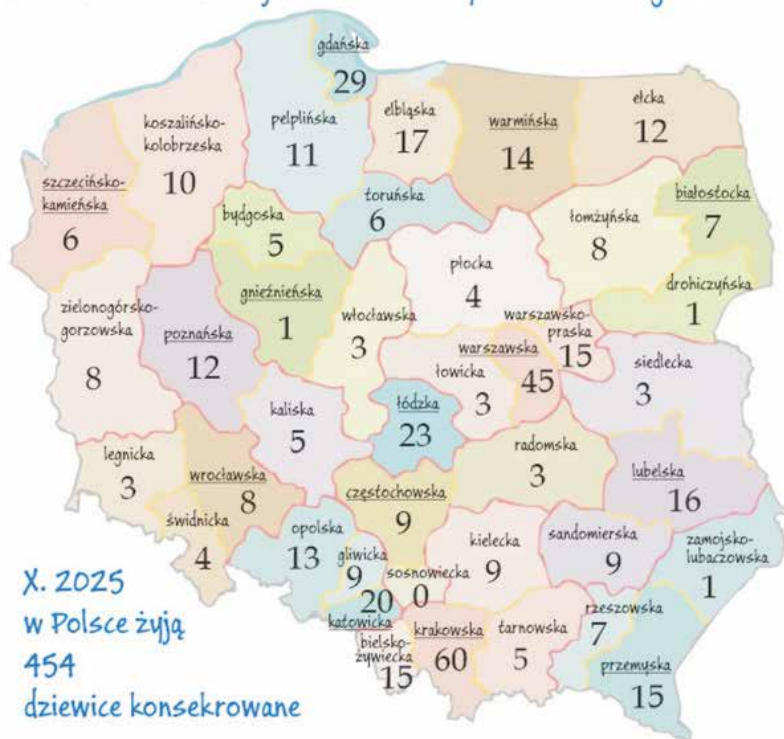 gdańska
29
koszalińsko-
kolobrzeska
10
pelplińska
11
elbląska
17
warmińska
14
ełcka
12
szczecińsko-
kamieńska
6
bydgoska
5
toruńska
6
łomżyńska
8
białostocka
7
zielonogórsko-
gorzowska
8
poznańska
12
gnieźnieńska
1
włocławska
3
płocka
4
warszawsko-
praska
15
drohiczyńska
1
warszawska
45
łowicka
3
siedlecka
3
kaliska
5
łódzka
23
radomska
3
lubelska
16
legnicka
3
wrocławska
8
świdnicka
4
częstochowska
9
opolska
13
gliwicka
9
katowicka
20
sosnowiecka
0
kielecka
9
sandomierska
9
zamojsko-
lubaczowska
1
bielsko-
żywiecka
15
krakowska
60
tarnowska
5
rzeszowska
7
przemyska
15
X. 2025
w Polsce żyją
454
dziewice konsekrowane